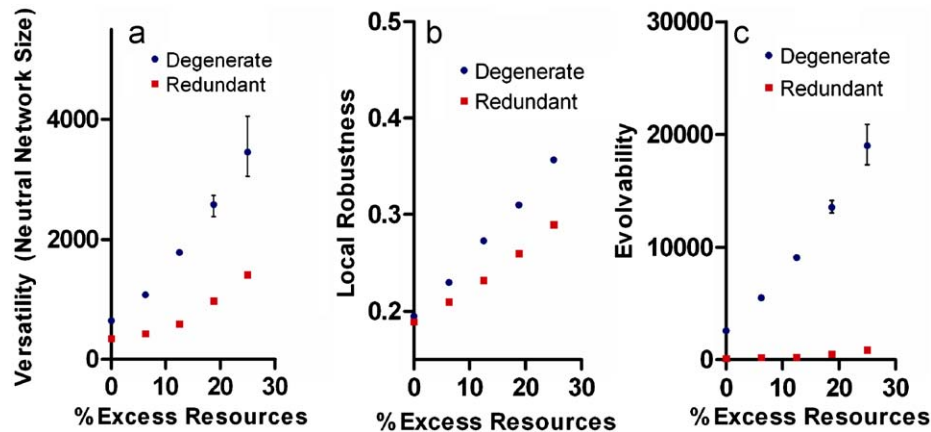 a
Degenerate
Redundant
Versatility (Neutral Network Size)
4000
2000
0
0 10 20 30
%Excess Resources
b
Degenerate
Redundant
Local Robustness
0.5
0.4
0.3
0.2
0 10 20 30
%Excess Resources
c
Degenerate
Redundant
Evolvability
30000
20000
10000
0
0 10 20 30
%Excess Resources